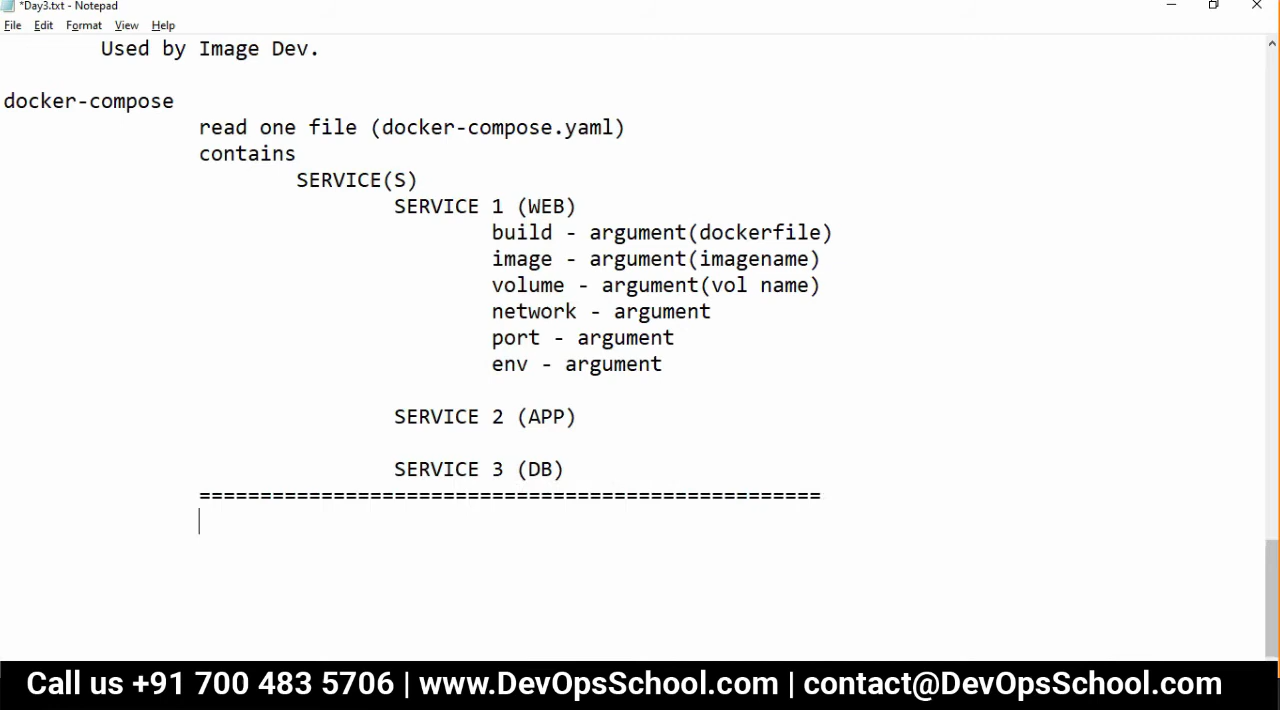 *Day3.txt - Notepad
File Edit Format View Help
Used by Image Dev.
docker-compose
read one file (docker-compose.yaml)
contains
SERVICE(S)
SERVICE 1 (WEB)
build - argument(dockerfile)
image - argument(imagename)
volume - argument(vol name)
network - argument
port - argument
env - argument
SERVICE 2 (APP)
SERVICE 3 (DB)
===================================================
Call us +91 700 483 5706 | www.DevOpsSchool.com | contact@DevOpsSchool.com